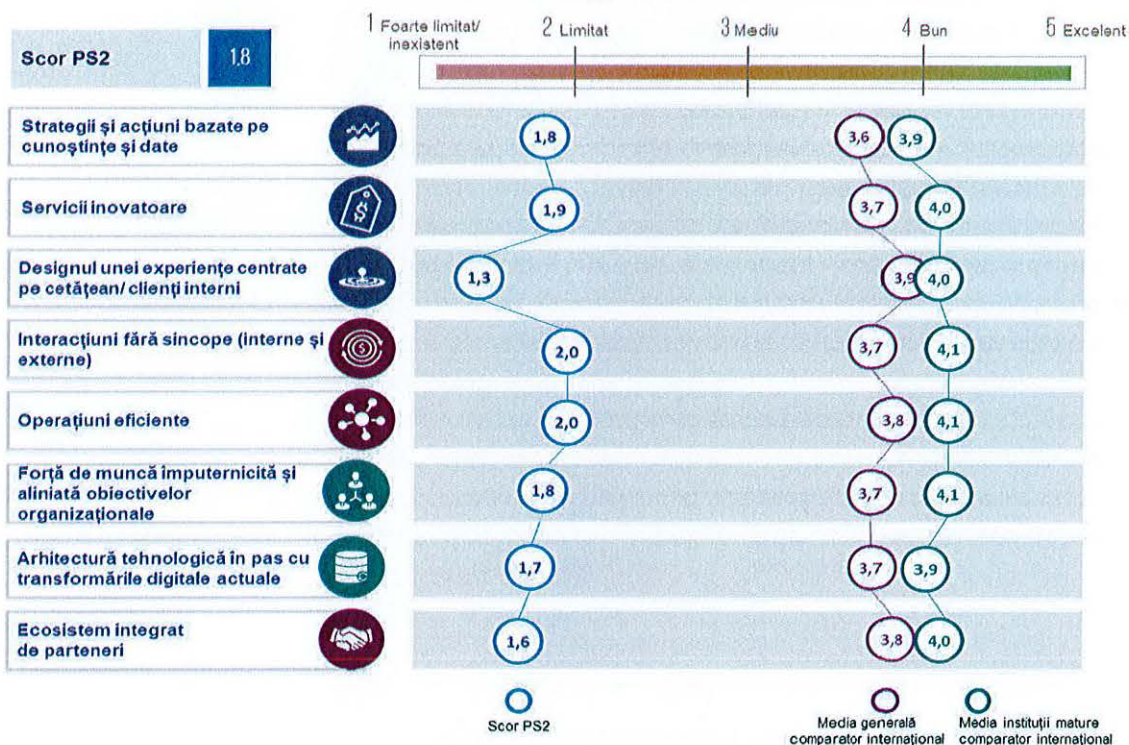 1 Foarte limitat/
inexistent
2 Limitat
3 Mediu
4 Bun
5 Excelent
Scor PS2
1.8
Strategii și acțiuni bazate pe
cunoștințe și date
1,8
3,6
3,9
Servicii inovatoare
1,9
3,7
4,0
Designul unei experiențe centrate
pe cetățean/ clienți interni
1,3
3,9
4,0
Interacțiuni fără sincope (interne și
externe)
2,0
3,7
4,1
Operațiuni eficiente
2,0
3,8
4,1
Forță de muncă împuternicită și
aliniată obiectivelor
organizaționale
1,8
3,7
4,1
Arhitectură tehnologică în pas cu
transformările digitale actuale
1,7
3,7
3,9
Ecosistem integrat
de parteneri
1,6
3,8
4,0
Scor PS2
Media generală
comparator internațional
Media instituții mature
comparator internațional